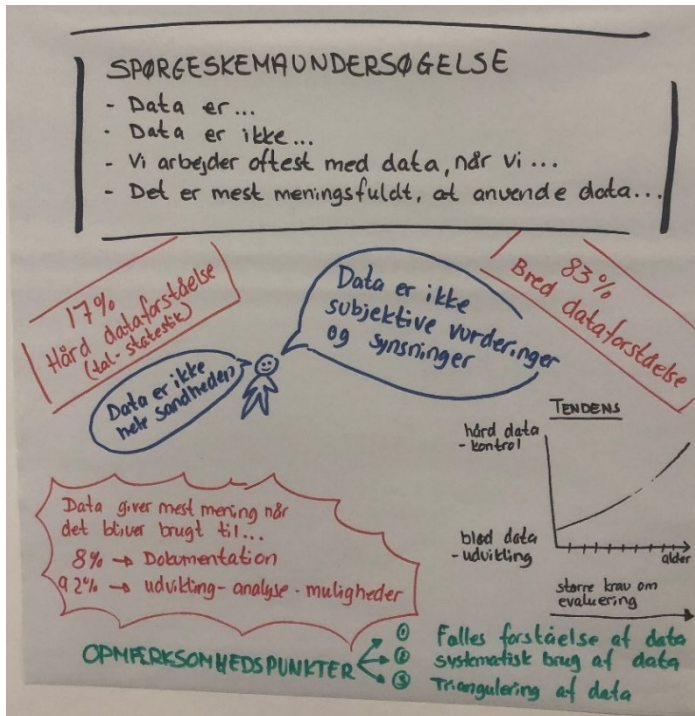 SPØRGESKEMAUNDERSØGELSE
- Data er...
- Data er ikke...
- Vi arbejder oftest med data, når vi...
- Det er mest meningsfuldt, at anvende data...
17%
Hård dataforståelse
(tal-statestik)
83%
Bred dataforståelse
Data er ikke
subjektive vurderinger
og synsninger
Data er ikke
hele sandheden
TENDENS
hård data
- kontrol
blød data
- udvikling
alder
større krav om
evaluering
Data giver mest mening når
det bliver brugt til...
8% → Dokumentation
92% → udvikling - analyse - muligheder
OPMÆRKSOMHEDSPUNKTER
① Fælles forståelse af data
② systematisk brug af data
③ Triangulering af data